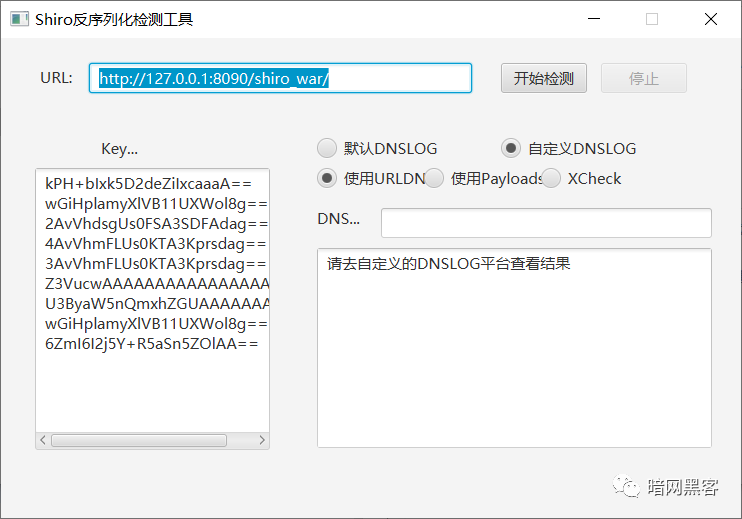 Shiro反序列化检测工具
URL: http://127.0.0.1:8090/shiro_war/ 开始检测 停止
Key...
默认DNSLOG 自定义DNSLOG
使用URLDN 使用Payloads XCheck
DNS...
kPH+bIxk5D2deZiIxcaaaA==
wGiHplamyXlVB11UXWol8g==
2AvVhdsgUs0FSA3SDFAdag==
4AvVhmFLUs0KTA3Kprsdag==
3AvVhmFLUs0KTA3Kprsdag==
Z3VucwAAAAAAAAAAAAAAAA
U3ByaW5nQmxhZGUAAAAAAA
wGiHplamyXlVB11UXWol8g==
6ZmI6I2j5Y+R5aSn5ZOlAA==
请去自定义的DNSLOG平台查看结果
暗网黑客